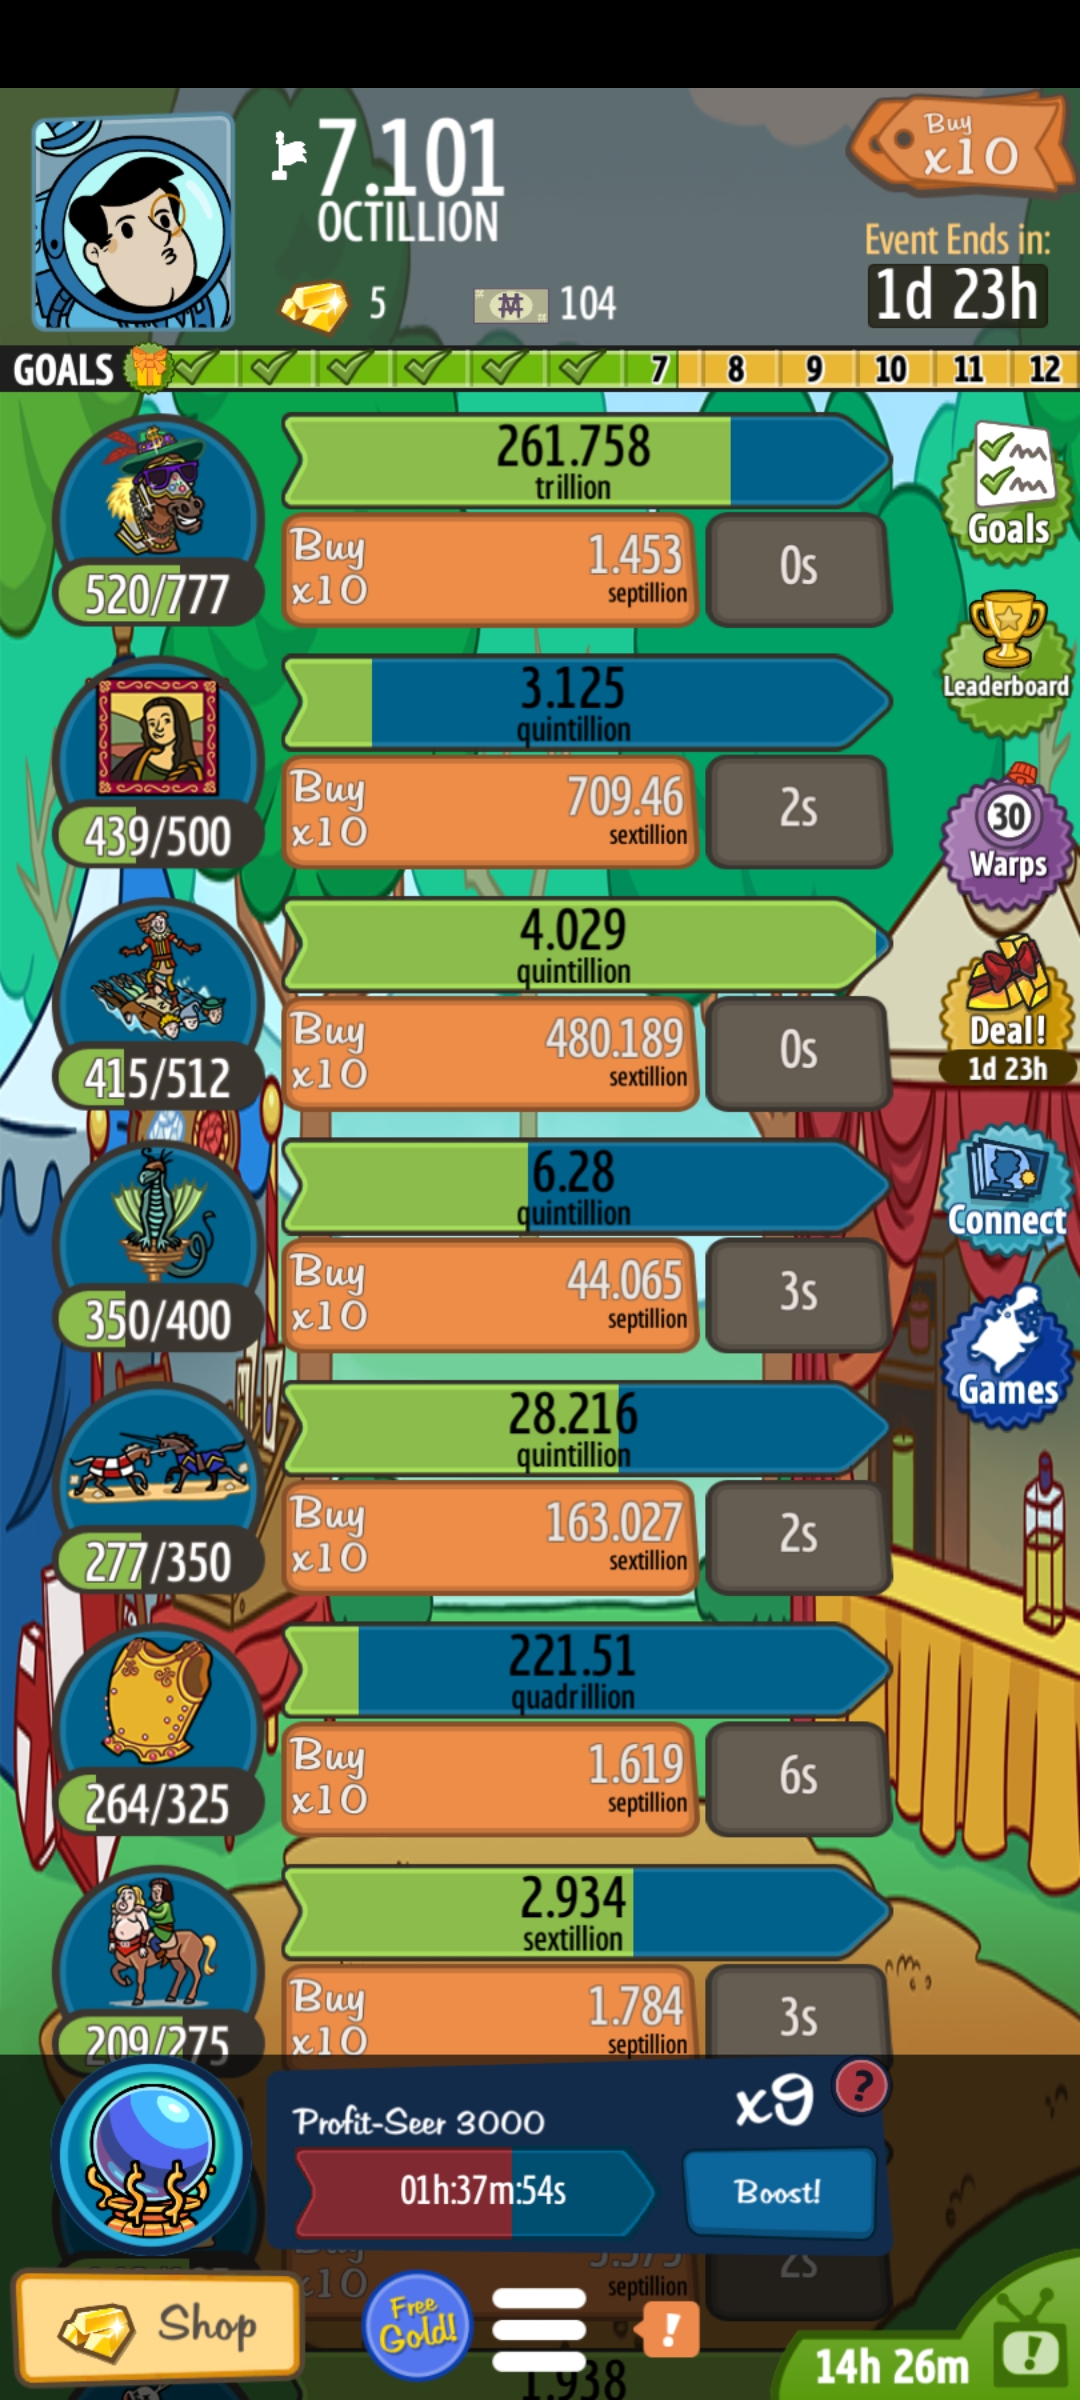 7.101
OCTILLION
Buy
x10
Event Ends in:
1d 23h
5
104
GOALS 7 8 9 10 11 12
261.758
trillion
Buy
x10
1.453
septillion
0s
520/777
Goals
Leaderboard
3.125
quintillion
Buy
x10
709.46
sextillion
2s
439/500
30
Warps
4.029
quintillion
Buy
x10
480.189
sextillion
0s
415/512
Deal!
1d 23h
6.28
quintillion
Buy
x10
44.065
septillion
3s
350/400
Connect
Games
28.216
quintillion
Buy
x10
163.027
sextillion
2s
277/350
221.51
quadrillion
Buy
x10
1.619
septillion
6s
264/325
2.934
sextillion
Buy
x10
1.784
septillion
3s
209/275
Profit-Seer 3000
x9
?
01h:37m:54s
Boost!
x10
septillion
2s
Shop
Free
Gold!
!
14h 26m
!
1.938